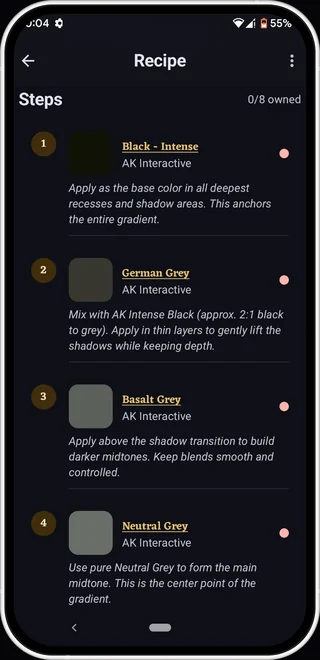 55%
Recipe
Steps
0/8 owned
1
Black - Intense
AK Interactive
Apply as the base color in all deepest
recesses and shadow areas. This anchors
the entire gradient.
2
German Grey
AK Interactive
Mix with AK Intense Black (approx. 2:1 black
to grey). Apply in thin layers to gently lift the
shadows while keeping depth.
3
Basalt Grey
AK Interactive
Apply above the shadow transition to build
darker midtones. Keep blends smooth and
controlled.
4
Neutral Grey
AK Interactive
Use pure Neutral Grey to form the main
midtone. This is the center point of the
gradient.